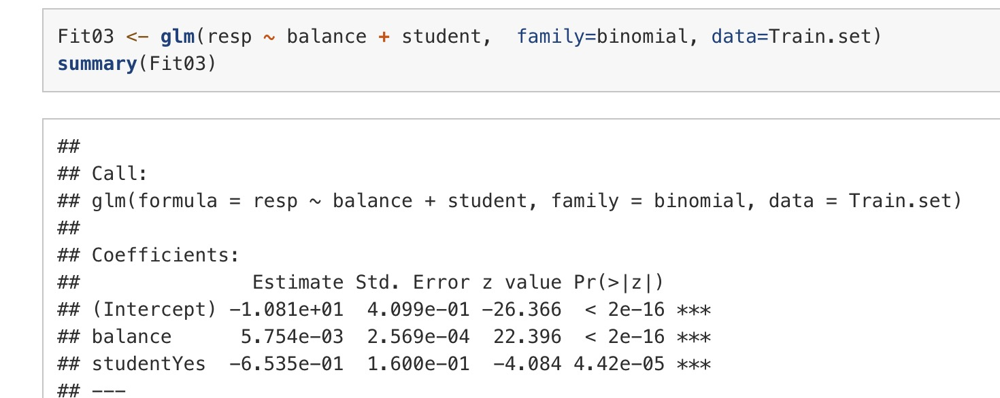 Fit03 <- glm(resp ~ balance + student,  family=binomial, data=Train.set)
summary(Fit03)
##
## Call:
## glm(formula = resp ~ balance + student, family = binomial, data = Train.set)
##
## Coefficients:
##               Estimate Std. Error z value Pr(>|z|)
## (Intercept) -1.081e+01  4.099e-01 -26.366  < 2e-16 ***
## balance      5.754e-03  2.569e-04  22.396  < 2e-16 ***
## studentYes  -6.535e-01  1.600e-01  -4.084 4.42e-05 ***
## ---